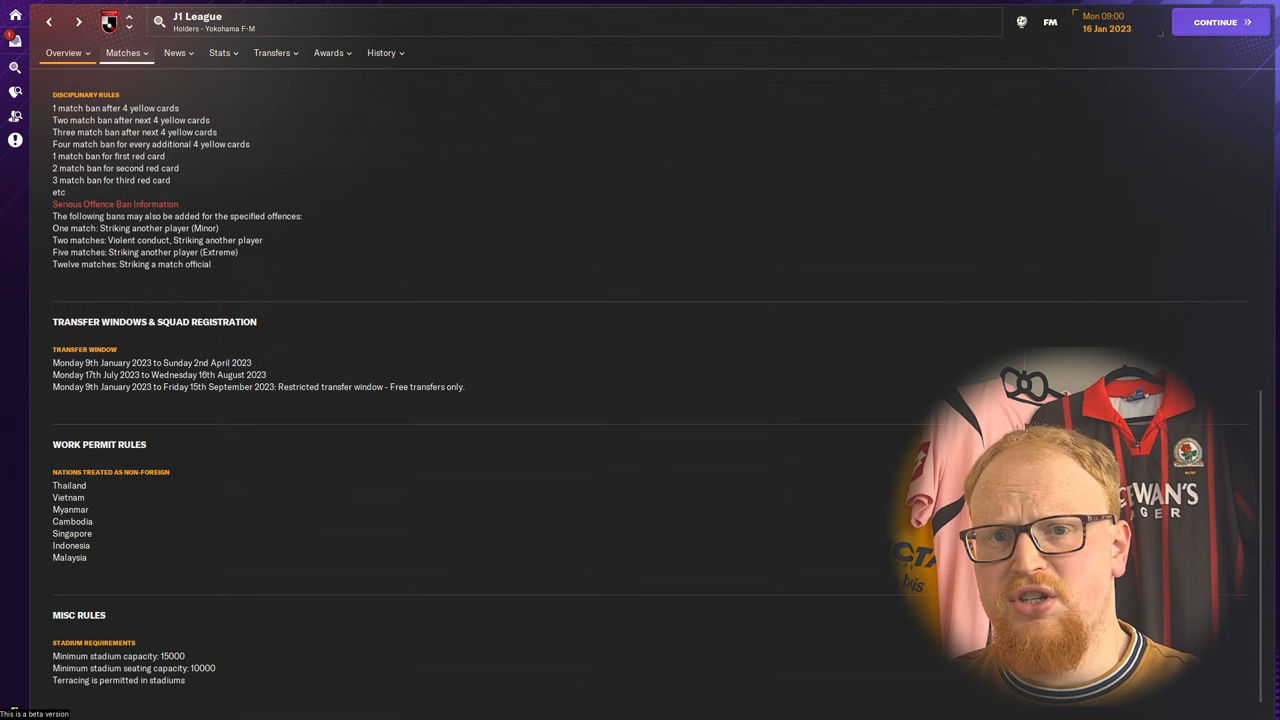 J1 League
Holders - Yokohama F·M
FM
Mon 09:00
16 Jan 2023
CONTINUE
1
Overview
Matches
News
Stats
Transfers
Awards
History
DISCIPLINARY RULES
1 match ban after 4 yellow cards
Two match ban after next 4 yellow cards
Three match ban after next 4 yellow cards
Four match ban for every additional 4 yellow cards
1 match ban for first red card
2 match ban for second red card
3 match ban for third red card
etc
Serious Offence Ban Information
The following bans may also be added for the specified offences:
One match: Striking another player (Minor)
Two matches: Violent conduct, Striking another player
Five matches: Striking another player (Extreme)
Twelve matches: Striking a match official
TRANSFER WINDOWS & SQUAD REGISTRATION
TRANSFER WINDOW
Monday 9th January 2023 to Sunday 2nd April 2023
Monday 17th July 2023 to Wednesday 16th August 2023
Monday 9th January 2023 to Friday 15th September 2023: Restricted transfer window - Free transfers only.
WORK PERMIT RULES
NATIONS TREATED AS NON-FOREIGN
Thailand
Vietnam
Myanmar
Cambodia
Singapore
Indonesia
Malaysia
MISC RULES
STADIUM REQUIREMENTS
Minimum stadium capacity: 15000
Minimum stadium seating capacity: 10000
Terracing is permitted in stadiums
EWAN'S
GER
This is a beta version